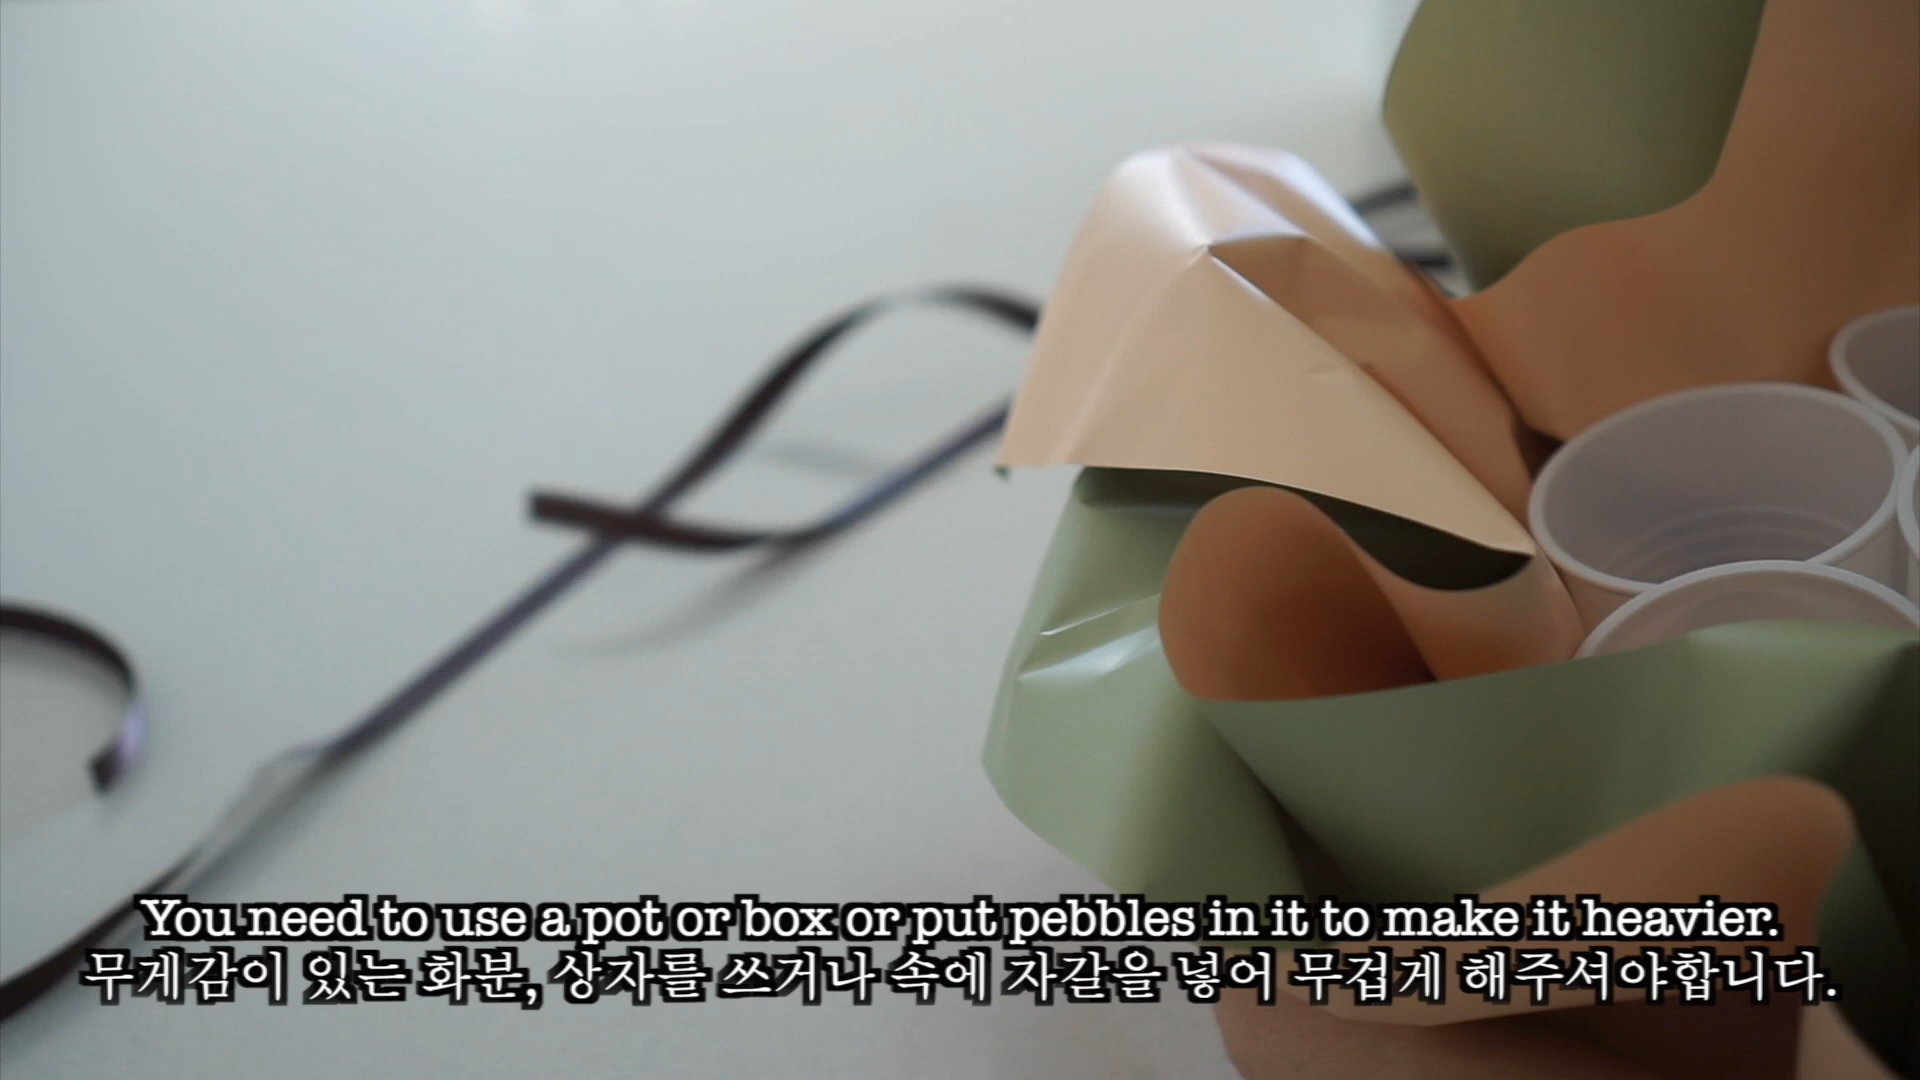 You need to use a pot or box or put pebbles in it to make it heavier.
무게감이 있는 화분, 상자를 쓰거나 속에 자갈을 넣어 무겁게 해주셔야합니다.